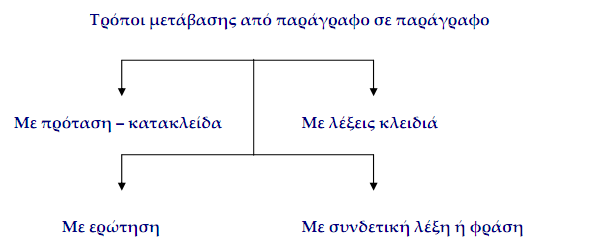 Τρόποι μετάβασης από παράγραφο σε παράγραφο
Με πρόταση – κατακλείδα
Με λέξεις κλειδιά
Με ερώτηση
Με συνδετική λέξη ή φράση